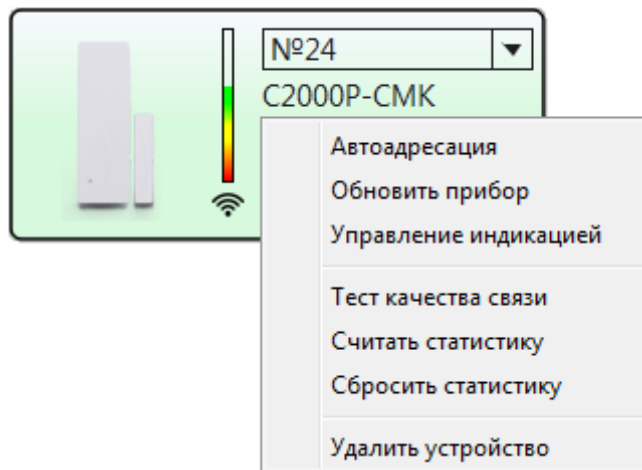 №24
С2000Р-СМК
Автоадресация
Обновить прибор
Управление индикацией
Тест качества связи
Считать статистику
Сбросить статистику
Удалить устройство